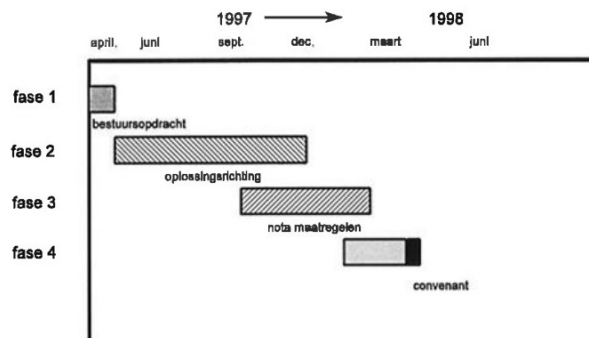 1997 1998
april, juni sept. dec, maart juni
fase 1
bestuursopdracht
fase 2
oplossingsrichting
fase 3
nota maatregelen
fase 4
convenant